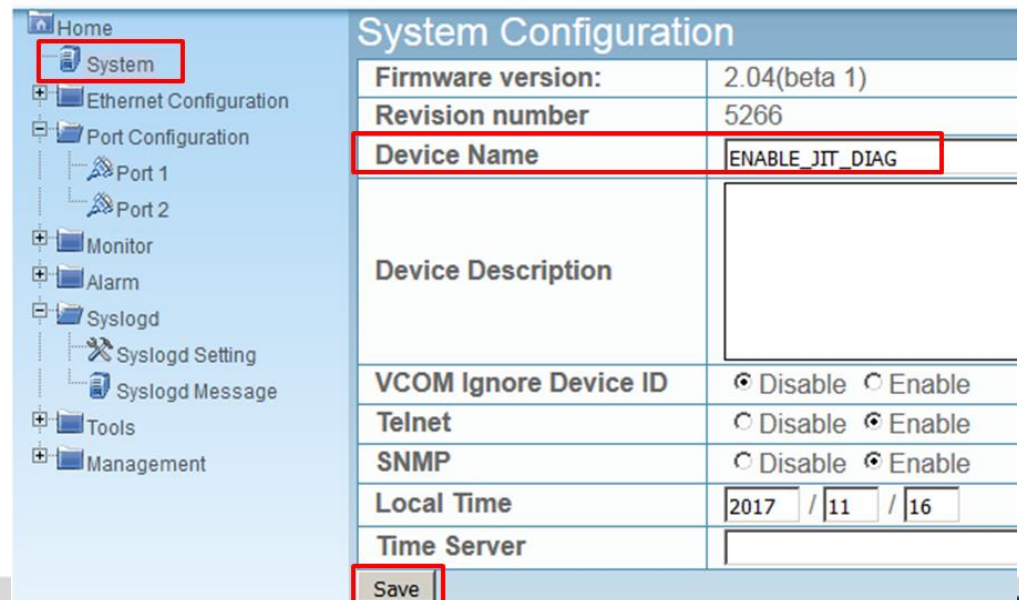 Home
System
Ethernet Configuration
Port Configuration
Port 1
Port 2
Monitor
Alarm
Syslogd
Syslogd Setting
Syslogd Message
Tools
Management
System Configuration
Firmware version: 2.04(beta 1)
Revision number 5266
Device Name ENABLE_JIT_DIAG
Device Description
VCOM Ignore Device ID Disable Enable
Telnet Disable Enable
SNMP Disable Enable
Local Time 2017 / 11 / 16
Time Server
Save